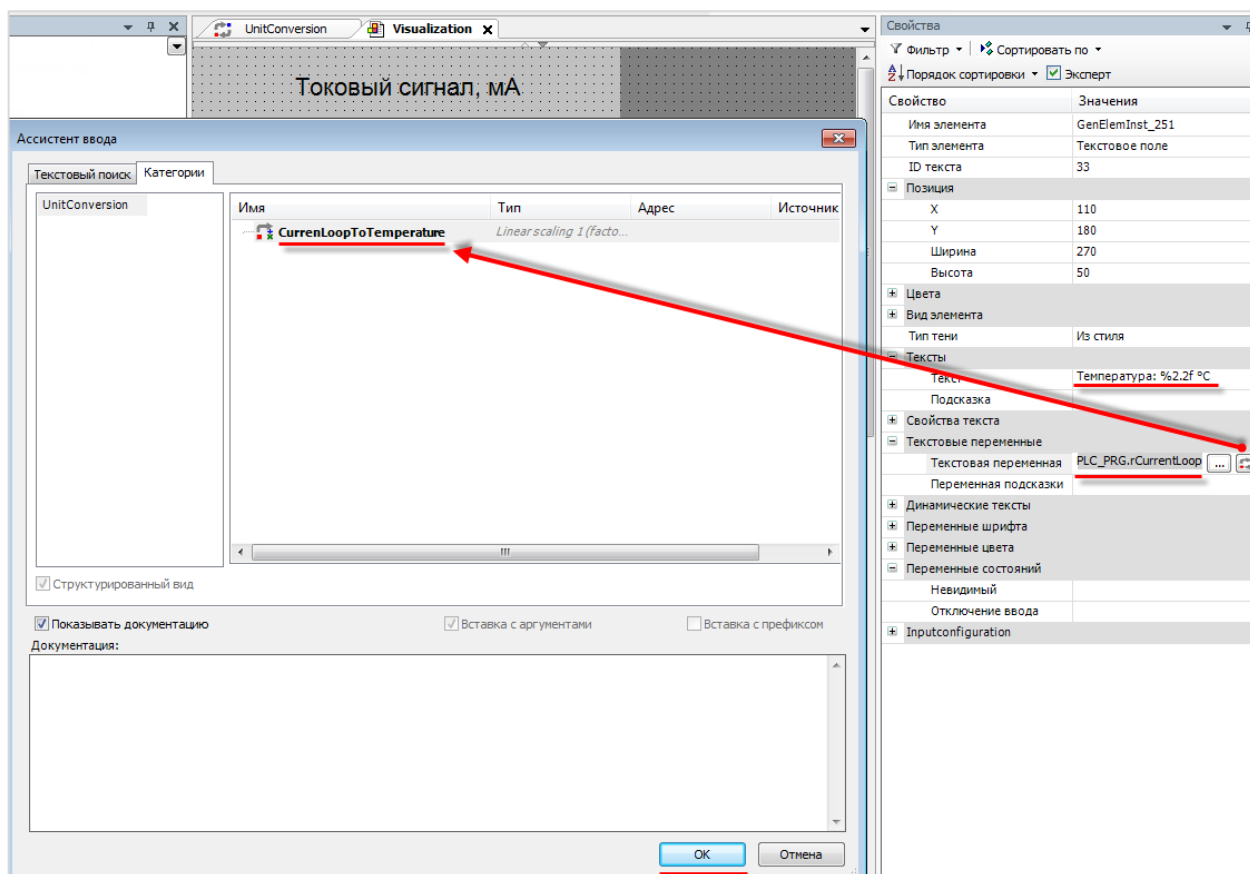 UnitConversion
Visualization
Токовый сигнал, мА
Ассистент ввода
Текстовый поиск
Категории
UnitConversion
Имя
Тип
Адрес
Источник
CurrenLoopToTemperature
Linear scaling 1 (facto...
Структурированный вид
Показывать документацию
Вставка с аргументами
Вставка с префиксом
Документация:
OK
Отмена
Свойства
Фильтр
Сортировать по
Порядок сортировки
Эксперт
Свойство
Значения
Имя элемента
GenElemInst_251
Тип элемента
Текстовое поле
ID текста
33
Позиция
X
110
Y
180
Ширина
270
Высота
50
Цвета
Вид элемента
Тип тени
Из стиля
Тексты
Текст
Температура: %2.2f °C
Подсказка
Свойства текста
Текстовые переменные
Текстовая переменная
PLC_PRG.rCurrentLoop
...
Переменная подсказки
Динамические тексты
Переменные шрифта
Переменные цвета
Переменные состояний
Невидимый
Отключение ввода
Inputconfiguration